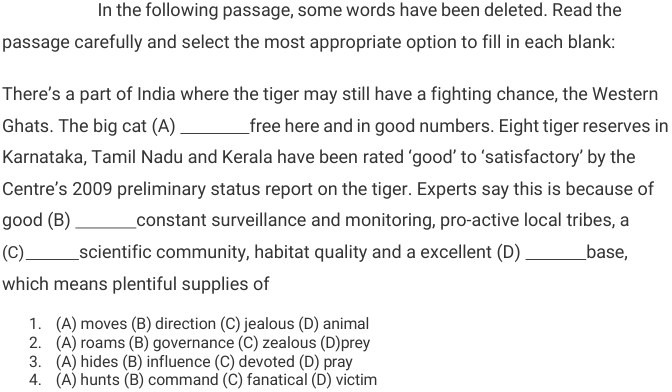 In the following passage, some words have been deleted. Read the
passage carefully and select the most appropriate option to fill in each blank:
There’s a part of India where the tiger may still have a fighting chance, the Western
Ghats. The big cat (A) ________free here and in good numbers. Eight tiger reserves in
Karnataka, Tamil Nadu and Kerala have been rated ‘good’ to ‘satisfactory’ by the
Centre’s 2009 preliminary status report on the tiger. Experts say this is because of
good (B) _______constant surveillance and monitoring, pro-active local tribes, a
(C)______scientific community, habitat quality and a excellent (D) _______base,
which means plentiful supplies of
1. (A) moves (B) direction (C) jealous (D) animal
2. (A) roams (B) governance (C) zealous (D)prey
3. (A) hides (B) influence (C) devoted (D) pray
4. (A) hunts (B) command (C) fanatical (D) victim